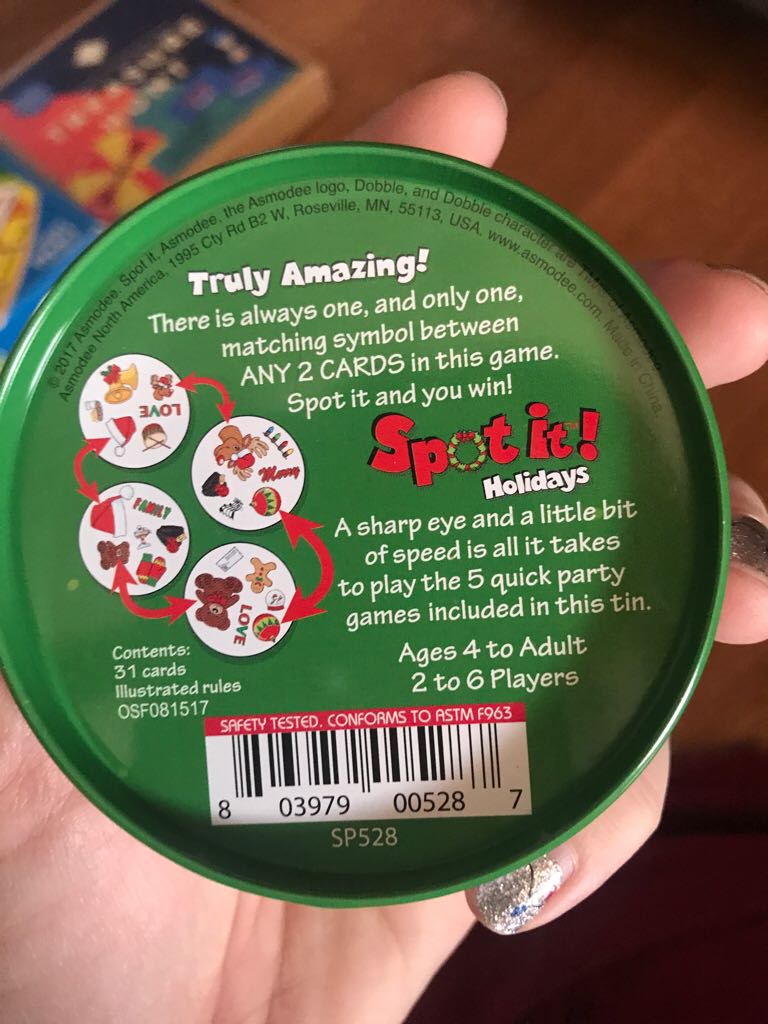 © 2017 Asmodee. Spot it, Asmodee, the Asmodee logo, Dobble, and Dobble character are
Asmodee North America, 1995 Cty Rd B2 W, Roseville, MN, 55113, USA. www.asmodee.com. Made in China.
Truly Amazing!
There is always one, and only one,
matching symbol between
ANY 2 CARDS in this game.
Spot it and you win!
LOVE
Merry
FAMILY
LOVE
Spot it!™
Holidays
A sharp eye and a little bit
of speed is all it takes
to play the 5 quick party
games included in this tin.
Ages 4 to Adult
2 to 6 Players
Contents:
31 cards
Illustrated rules
OSF081517
SAFETY TESTED. CONFORMS TO ASTM F963
8 03979 00528 7
SP528